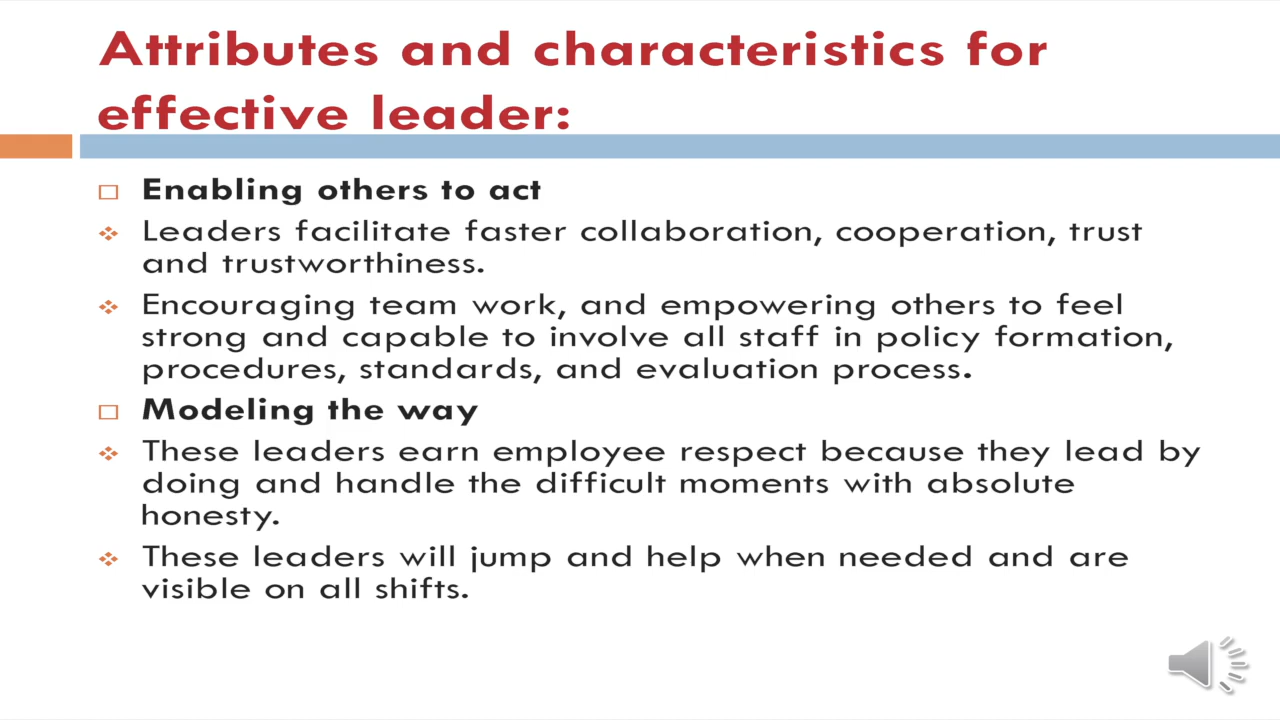 Attributes and characteristics for
effective leader:
Enabling others to act
Leaders facilitate faster collaboration, cooperation, trust
and trustworthiness.
Encouraging team work, and empowering others to feel
strong and capable to involve all staff in policy formation,
procedures, standards, and evaluation process.
Modeling the way
These leaders earn employee respect because they lead by
doing and handle the difficult moments with absolute
honesty.
These leaders will jump and help when needed and are
visible on all shifts.